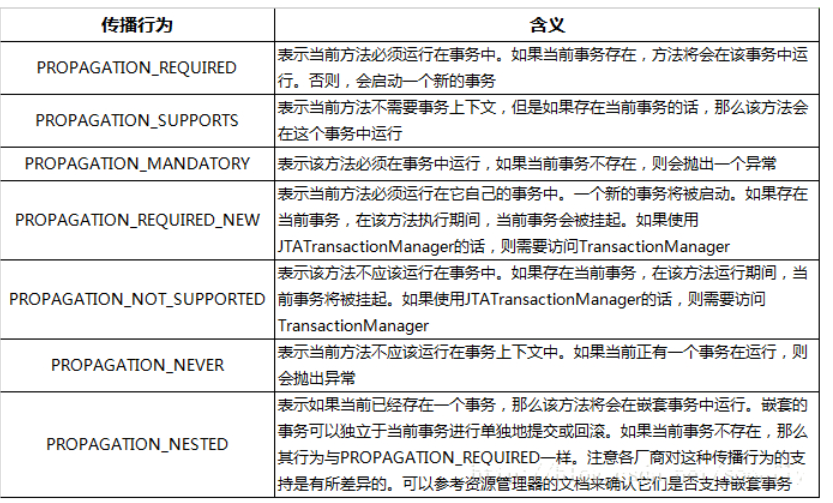 传播行为
含义
PROPAGATION_REQUIRED
表示当前方法必须运行在事务中。如果当前事务存在，方法将会在该事务中运
行。否则，会启动一个新的事务
PROPAGATION_SUPPORTS
表示当前方法不需要事务上下文，但是如果存在当前事务的话，那么该方法会
在这个事务中运行
PROPAGATION_MANDATORY
表示该方法必须在事务中运行，如果当前事务不存在，则会抛出一个异常
PROPAGATION_REQUIRED_NEW
表示当前方法必须运行在它自己的事务中。一个新的事务将被启动。如果存在
当前事务，在该方法执行期间，当前事务会被挂起。如果使用
JTATransactionManager的话，则需要访问TransactionManager
PROPAGATION_NOT_SUPPORTED
表示该方法不应该运行在事务中。如果存在当前事务，在该方法运行期间，当
前事务将被挂起。如果使用JTATransactionManager的话，则需要访问
TransactionManager
PROPAGATION_NEVER
表示当前方法不应该运行在事务上下文中。如果当前正有一个事务在运行，则
会抛出异常
PROPAGATION_NESTED
表示如果当前已经存在一个事务，那么该方法将会在嵌套事务中运行。嵌套的
事务可以独立于当前事务进行单独地提交或回滚。如果当前事务不存在，那么
其行为与PROPAGATION_REQUIRED一样。注意各厂商对这种传播行为的支
持是有所差异的。可以参考资源管理器的文档来确认它们是否支持嵌套事务